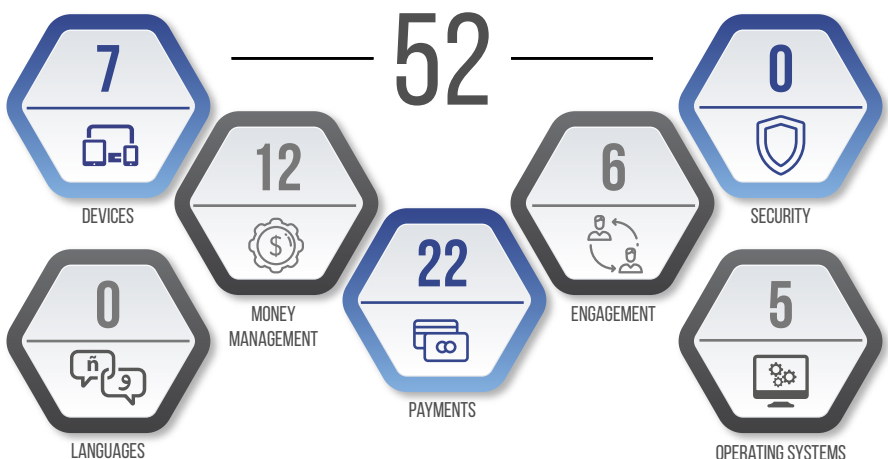 52
7
DEVICES
12
MONEY
MANAGEMENT
22
PAYMENTS
6
ENGAGEMENT
0
SECURITY
0
ñ
و
LANGUAGES
5
OPERATING SYSTEMS
$